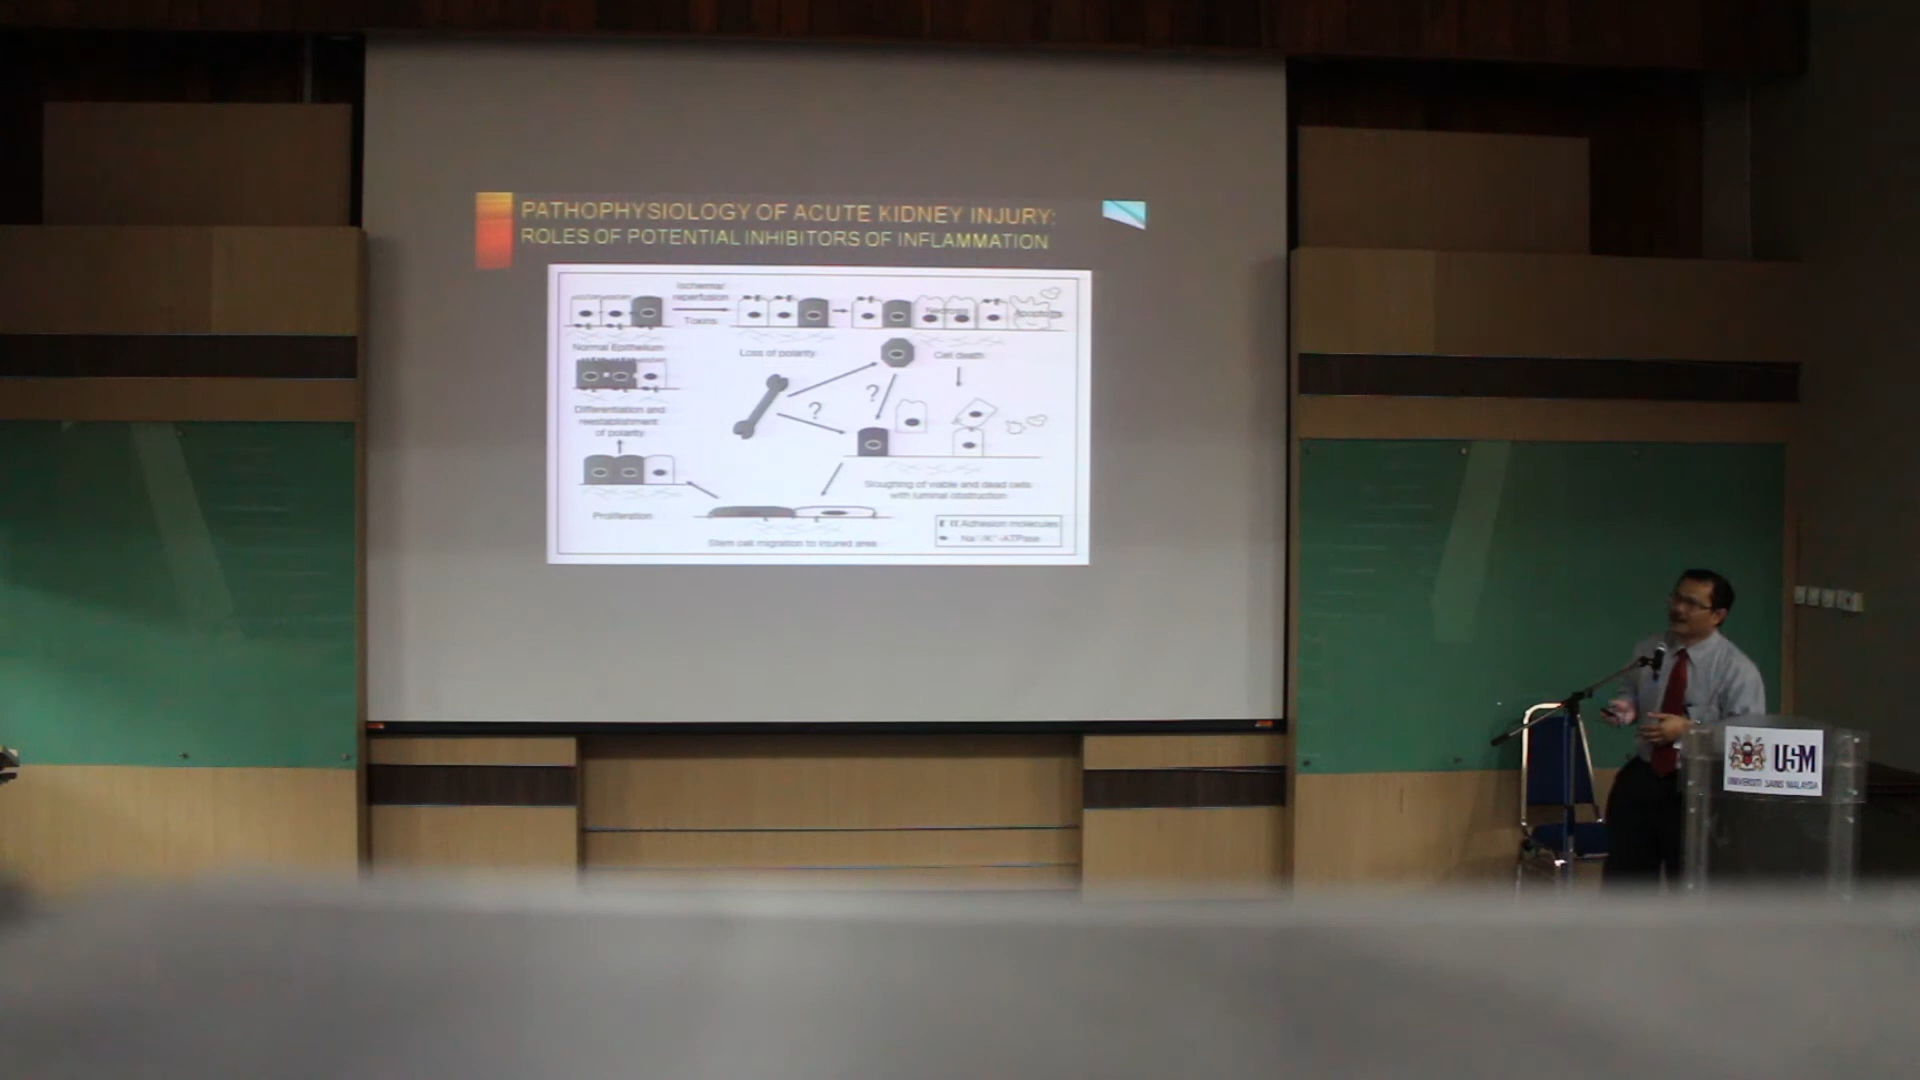 PATHOPHYSIOLOGY OF ACUTE KIDNEY INJURY:
ROLES OF POTENTIAL INHIBITORS OF INFLAMMATION
Ischemia/
reperfusion
Toxins
Necrosis
Apoptosis
Normal Epithelium
Loss of polarity
Cell death
?
?
Differentiation and
reestablishment
of polarity
Sloughing of viable and dead cells
with luminal obstruction
Proliferation
Adhesion molecules
Na+/K+-ATPase
Stem cell migration to injured area
USM
UNIVERSITI SAINS MALAYSIA